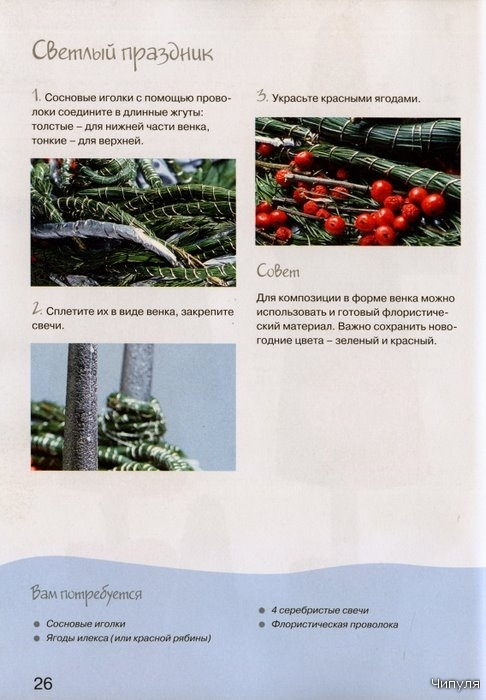 Светлый праздник
1. Сосновые иголки с помощью прово-
локи соедините в длинные жгуты:
толстые – для нижней части венка,
тонкие – для верхней.
2. Сплетите их в виде венка, закрепите
свечи.
3. Украсьте красными ягодами.
Совет
Для композиции в форме венка можно
использовать и готовый флористиче-
ский материал. Важно сохранить ново-
годние цвета – зеленый и красный.
Вам потребуется
• Сосновые иголки
• Ягоды илекса (или красной рябины)
• 4 серебристые свечи
• Флористическая проволока
26
Чипуля